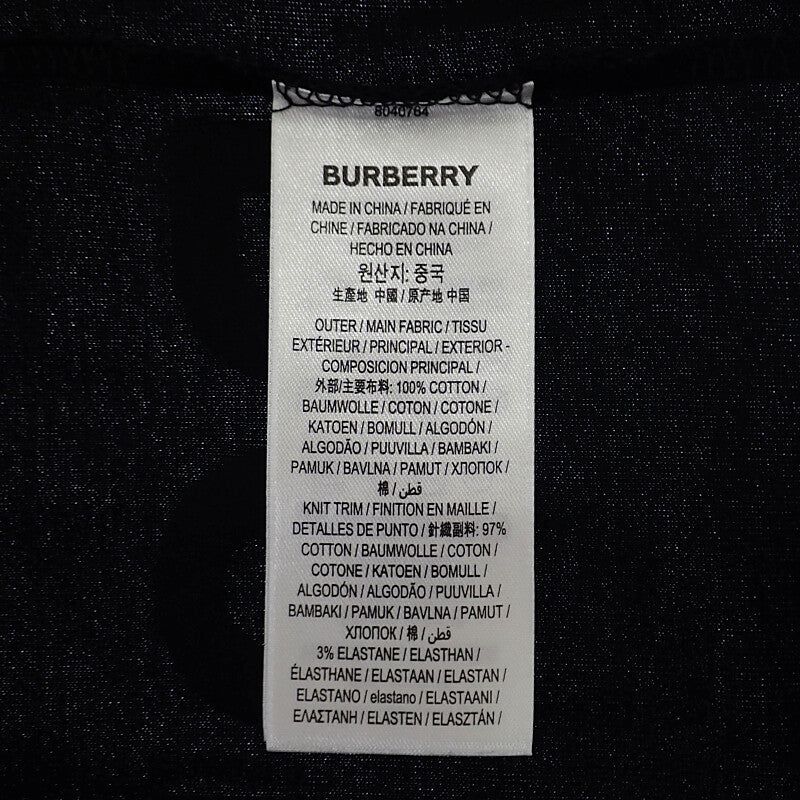 8040764
BURBERRY
MADE IN CHINA / FABRIQUÉ EN
CHINE / FABRICADO NA CHINA /
HECHO EN CHINA
원산지: 중국
生產地 中國 / 原产地 中国
OUTER / MAIN FABRIC / TISSU
EXTÉRIEUR / PRINCIPAL / EXTERIOR -
COMPOSICION PRINCIPAL /
外部/主要布料: 100% COTTON /
BAUMWOLLE / COTON / COTONE /
KATOEN / BOMULL / ALGODÓN /
ALGODÃO / PUUVILLA / BAMBAKI /
PAMUK / BAVLNA / PAMUT / ХЛОПОК /
棉 / قطن /
KNIT TRIM / FINITION EN MAILLE /
DETALLES DE PUNTO / 針織副料: 97%
COTTON / BAUMWOLLE / COTON /
COTONE / KATOEN / BOMULL /
ALGODÓN / ALGODÃO / PUUVILLA /
BAMBAKI / PAMUK / BAVLNA / PAMUT /
ХЛОПОК / 棉 / قطن /
3% ELASTANE / ELASTHAN /
ÉLASTHANE / ELASTAAN / ELASTAN /
ELASTANO / elastano / ELASTAANI /
ΕΛΑΣΤΑΝΗ / ELASTEN / ELASZTÁN /